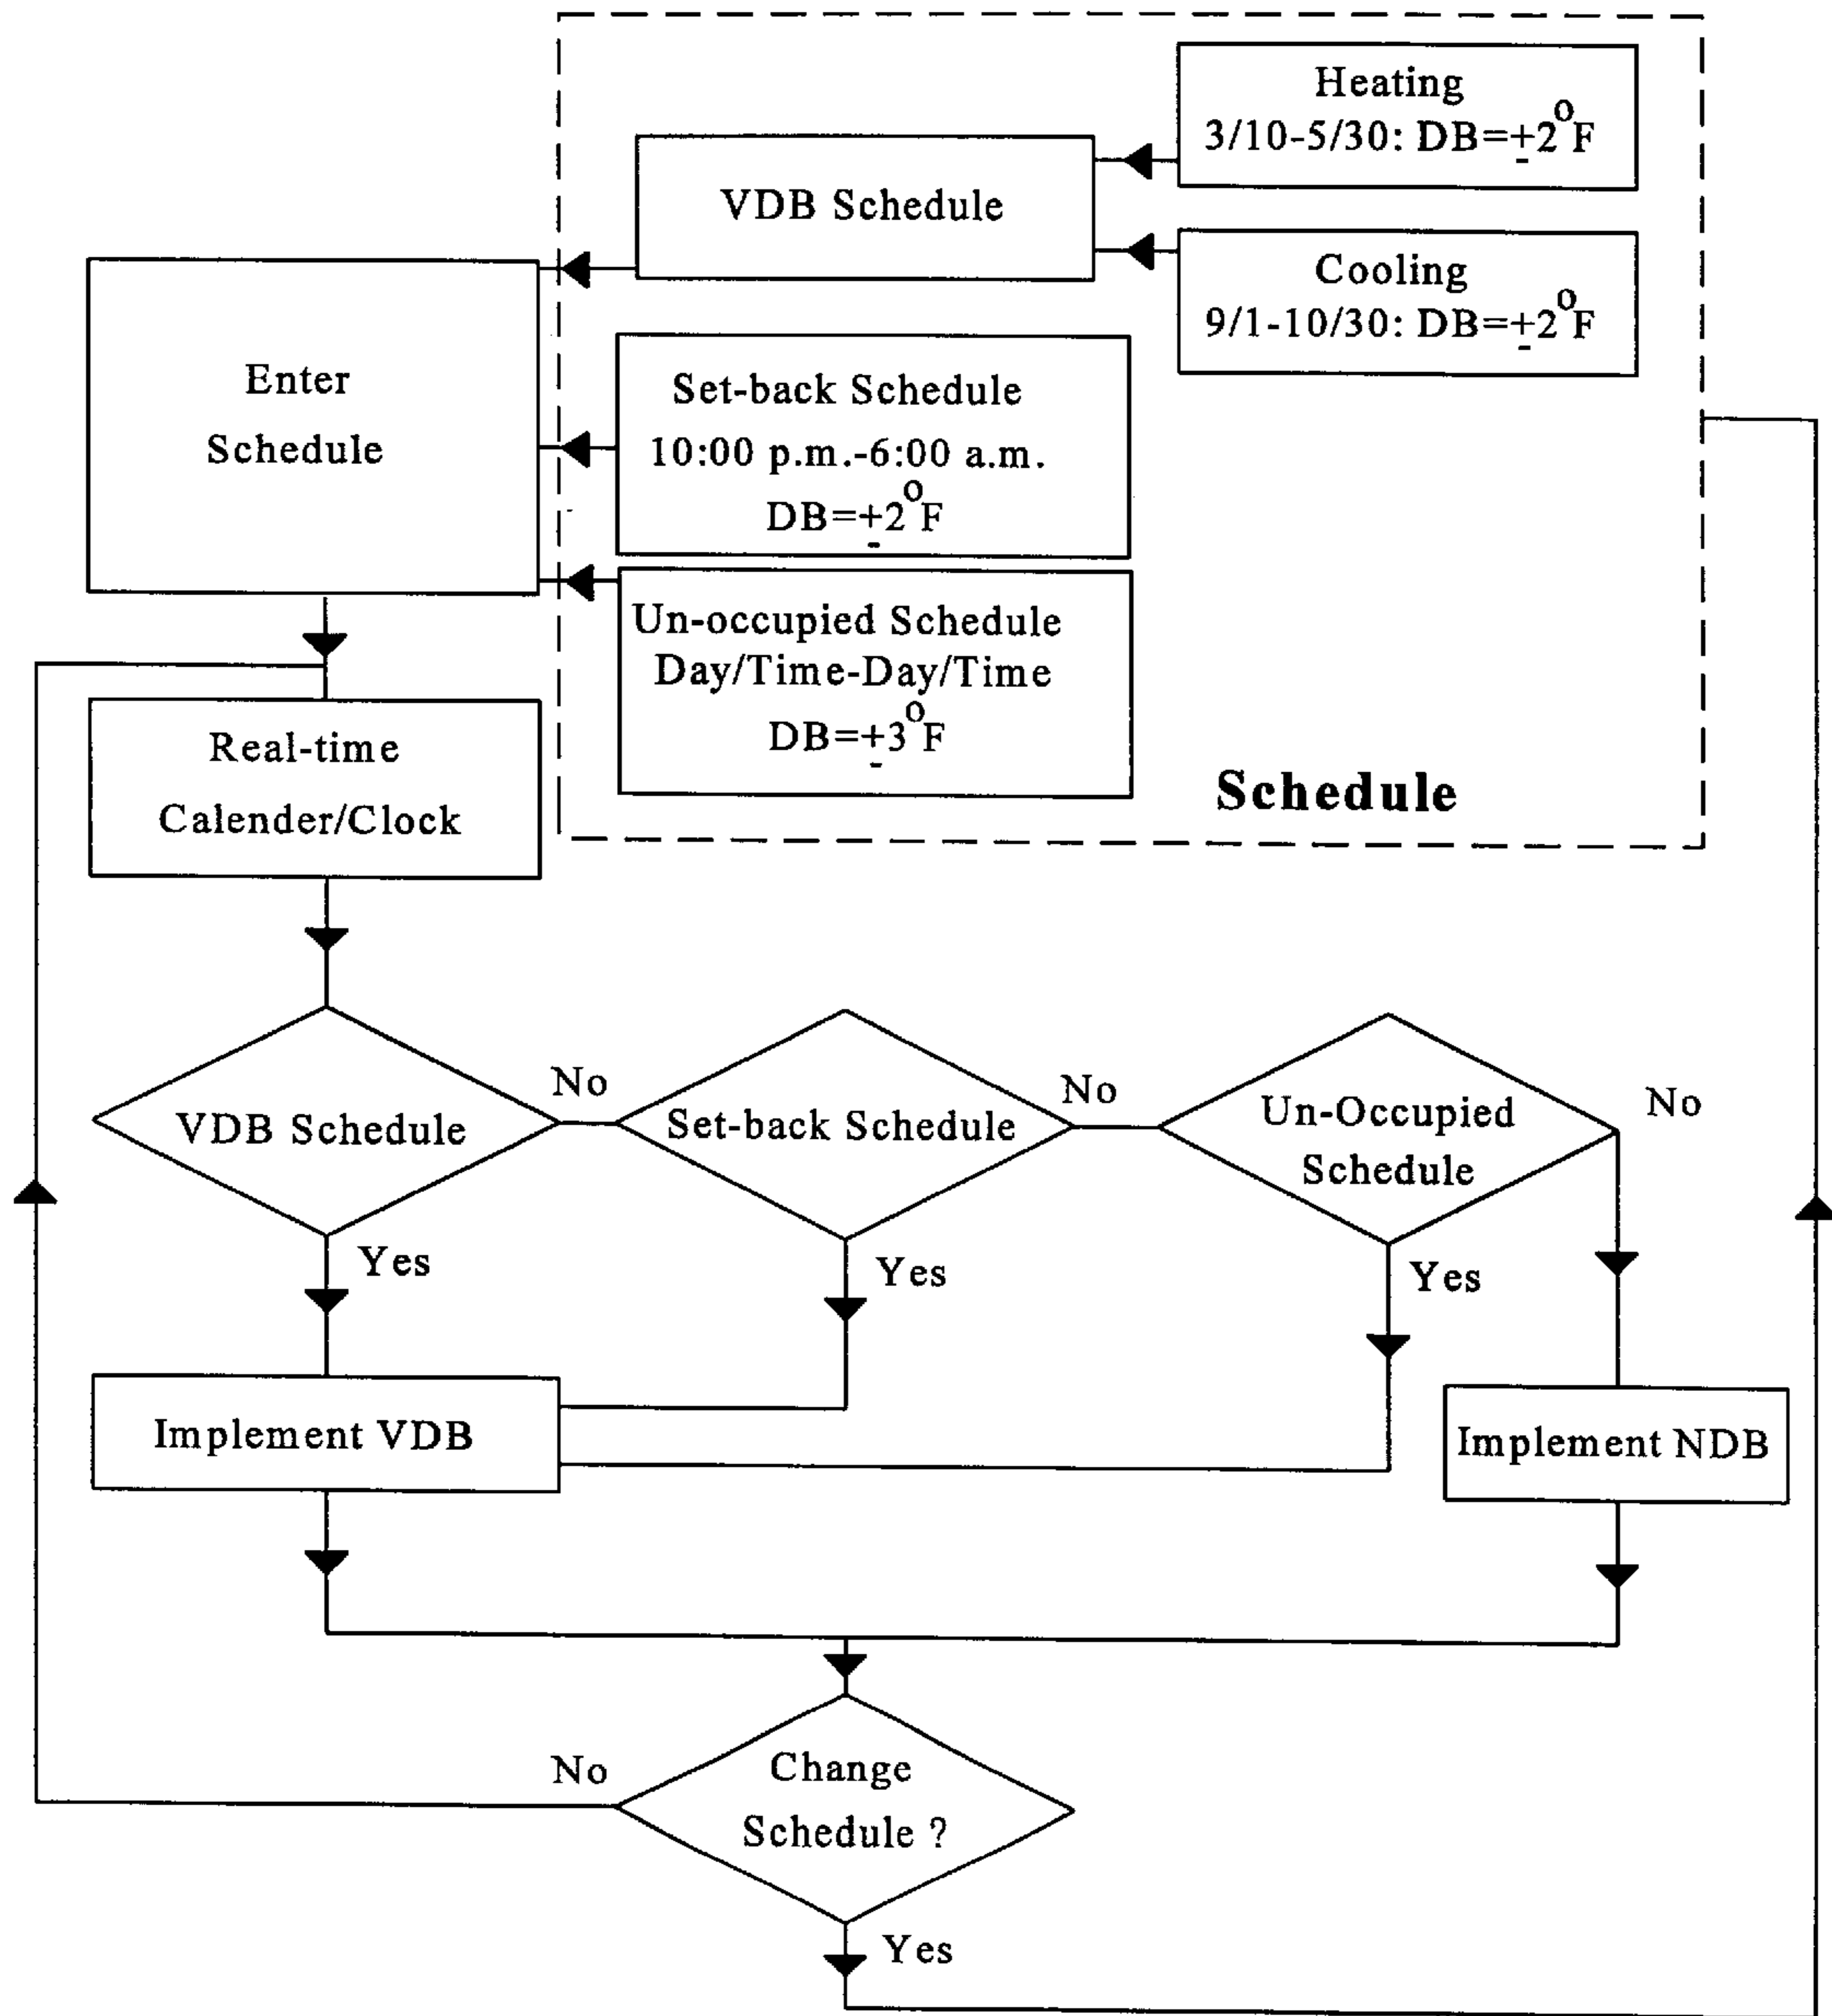 Heating
3/10-5/30: DB=±2°F
VDB Schedule
Cooling
9/1-10/30: DB=±2°F
Enter
Schedule
Set-back Schedule
10:00 p.m.-6:00 a.m.
DB=±2°F
Un-occupied Schedule
Day/Time-Day/Time
DB=±3°F
Schedule
Real-time
Calender/Clock
VDB Schedule
No
Set-back Schedule
No
Un-Occupied
Schedule
No
Yes
Yes
Yes
Implement VDB
Implement NDB
No
Change
Schedule ?
Yes